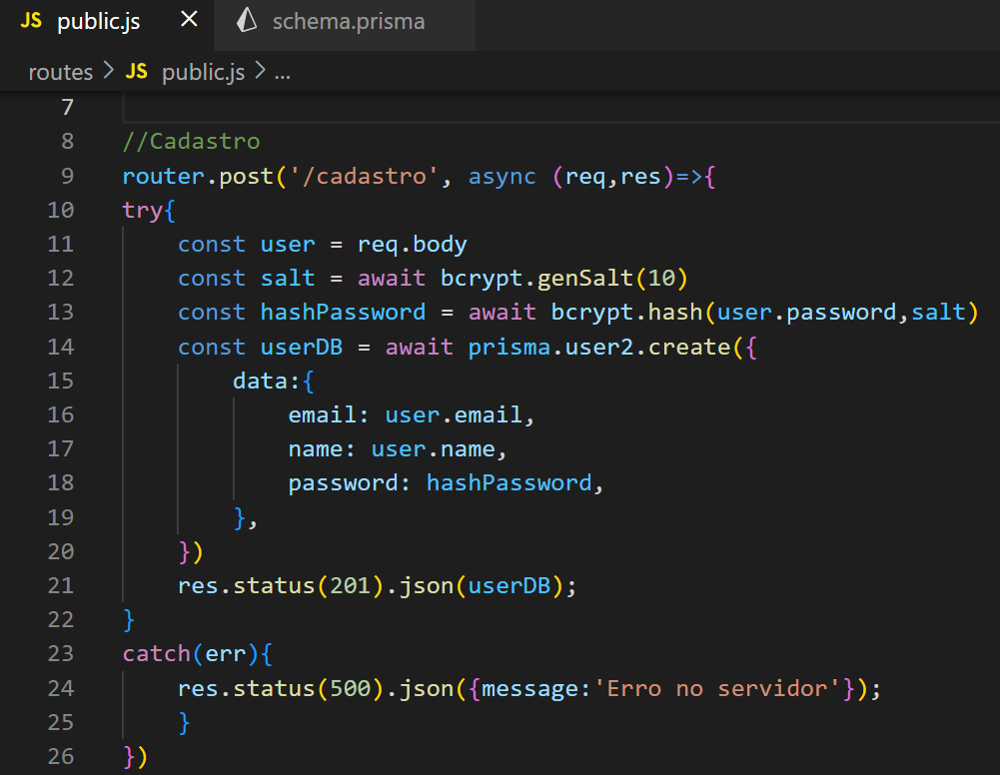 JS public.js × schema.prisma
routes > JS public.js > ...
7
8 //Cadastro
9 router.post('/cadastro', async (req,res)=>{
10 try{
11     const user = req.body
12     const salt = await bcrypt.genSalt(10)
13     const hashPassword = await bcrypt.hash(user.password,salt)
14     const userDB = await prisma.user2.create({
15         data:{
16             email: user.email,
17             name: user.name,
18             password: hashPassword,
19         },
20     })
21     res.status(201).json(userDB);
22 }
23 catch(err){
24     res.status(500).json({message:'Erro no servidor'});
25     }
26 })